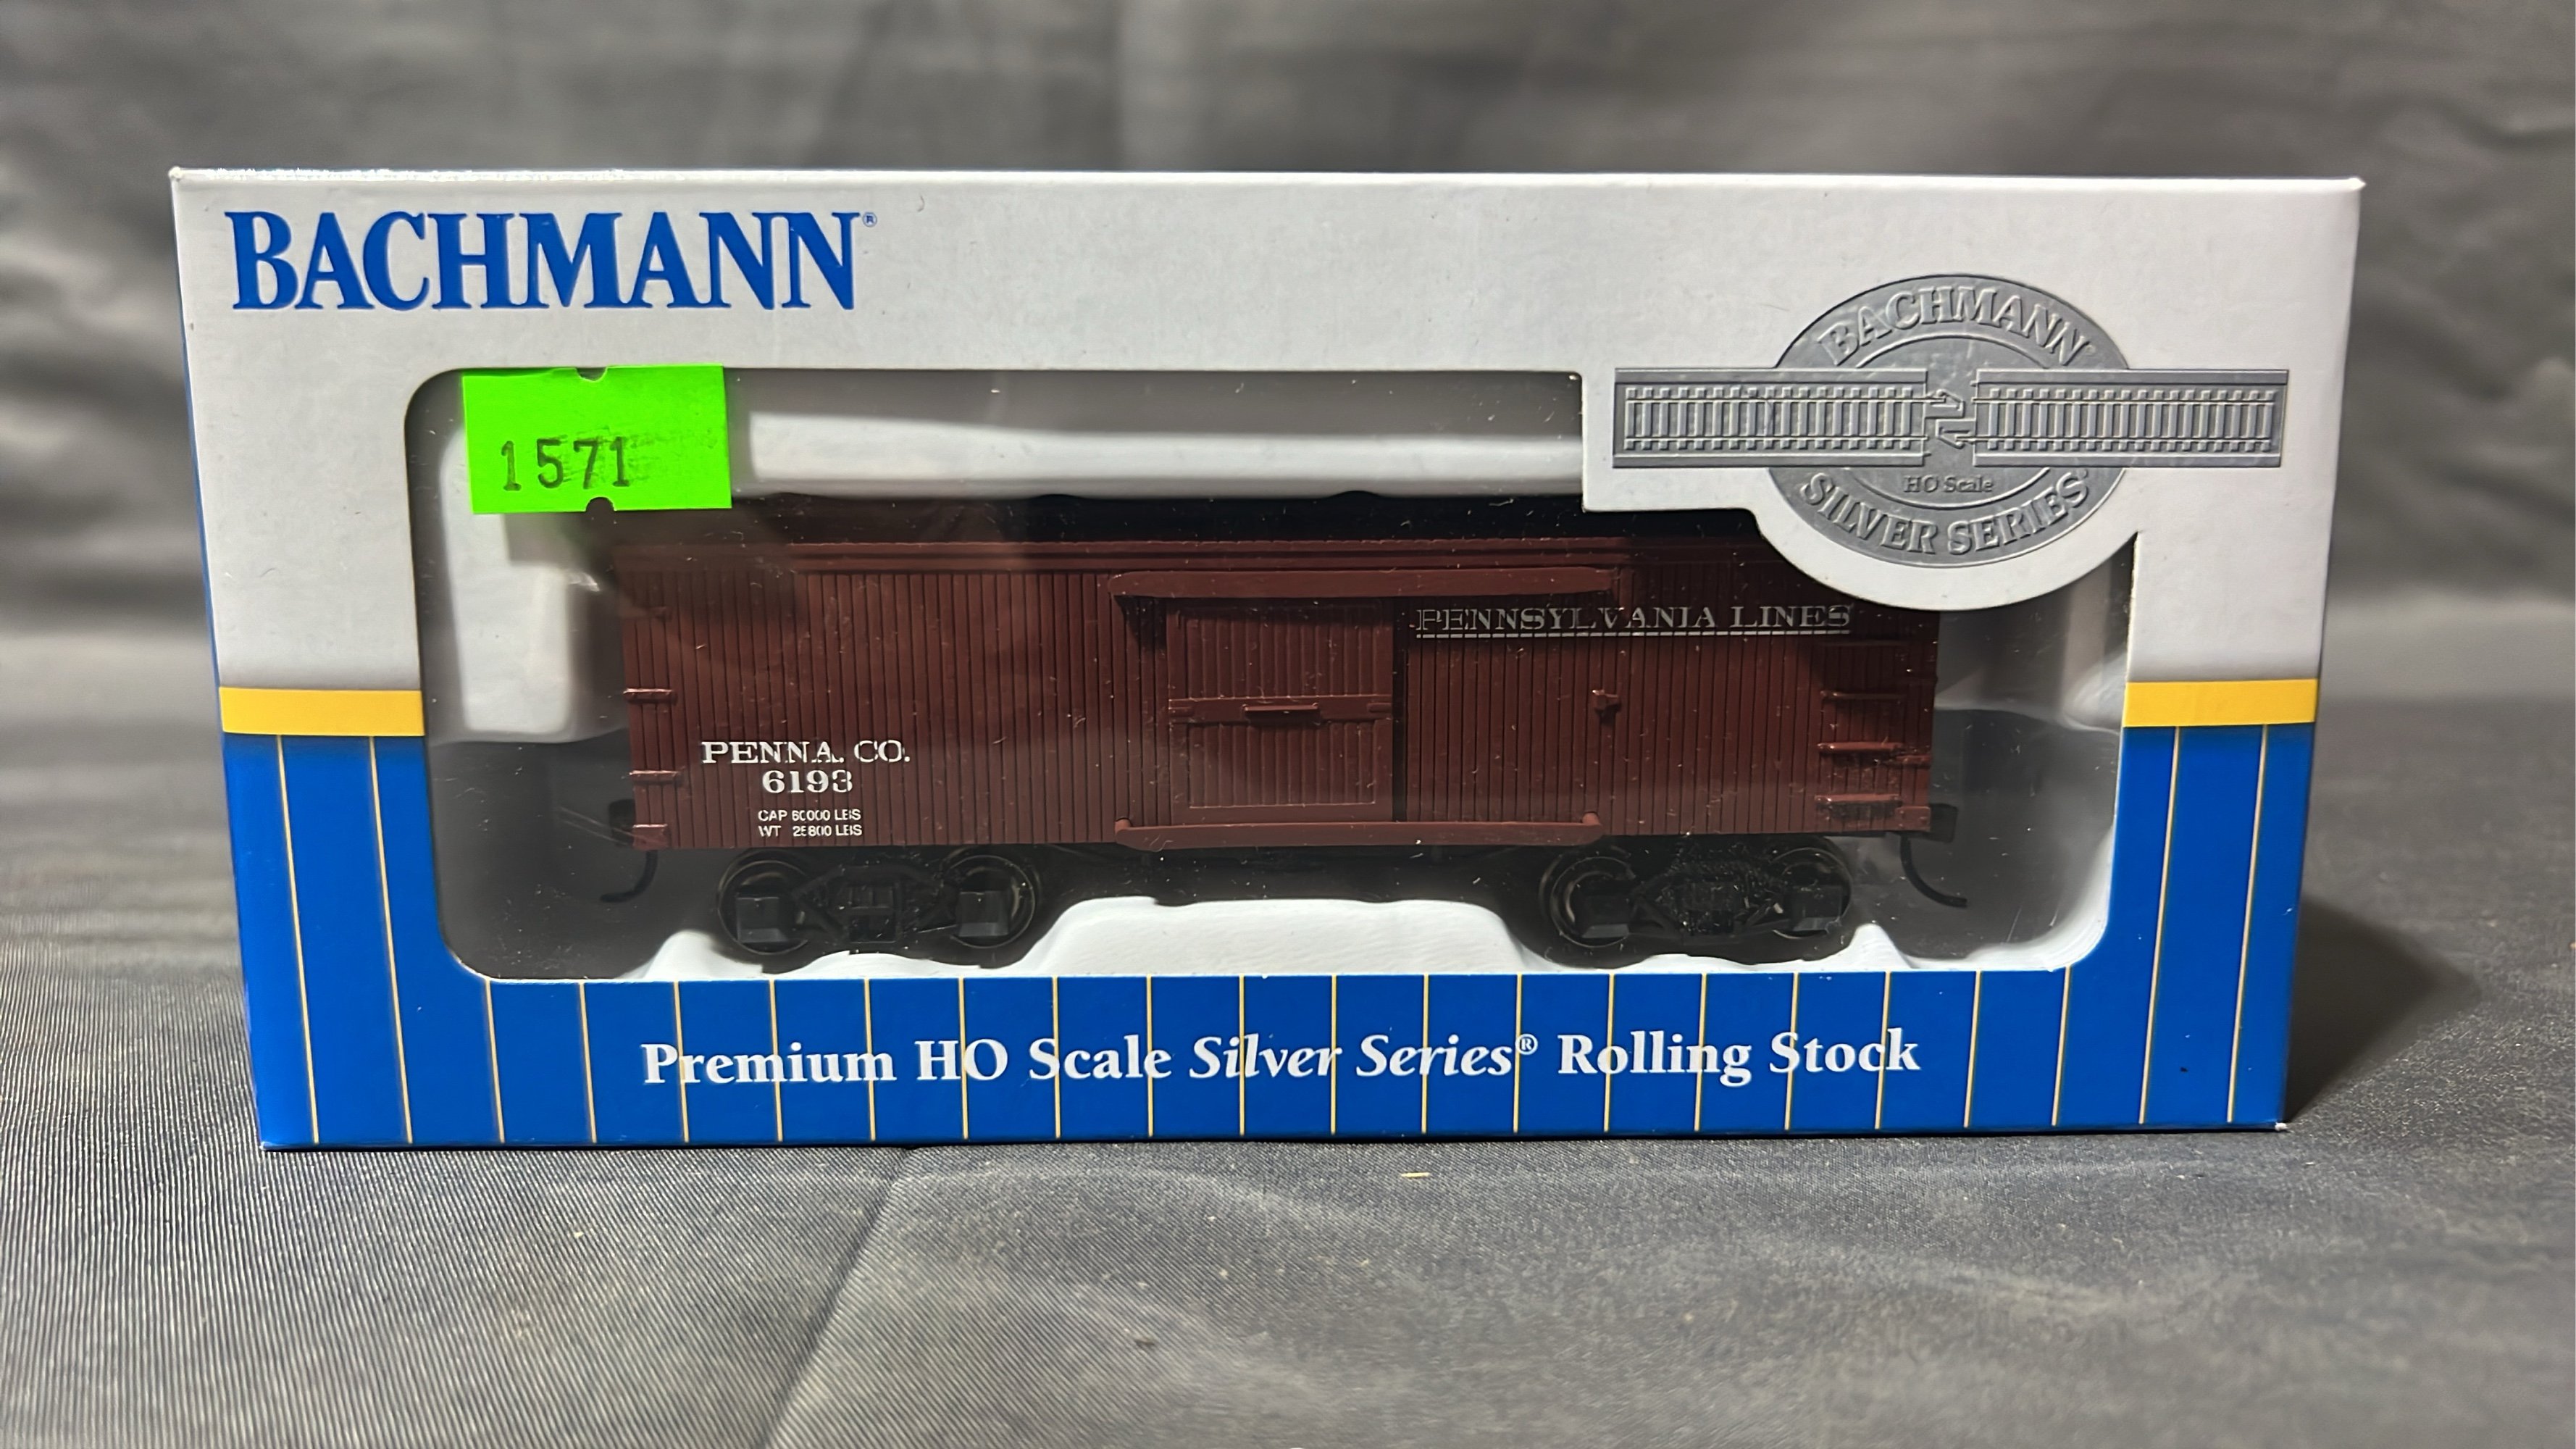 BACHMANN®
BACHMANN
HO Scale
SILVER SERIES®
1571
PENNSYLVANIA LINES
PENNA. CO.
6193
CAP 60000 LBS
WT 25800 LBS
Premium HO Scale Silver Series® Rolling Stock